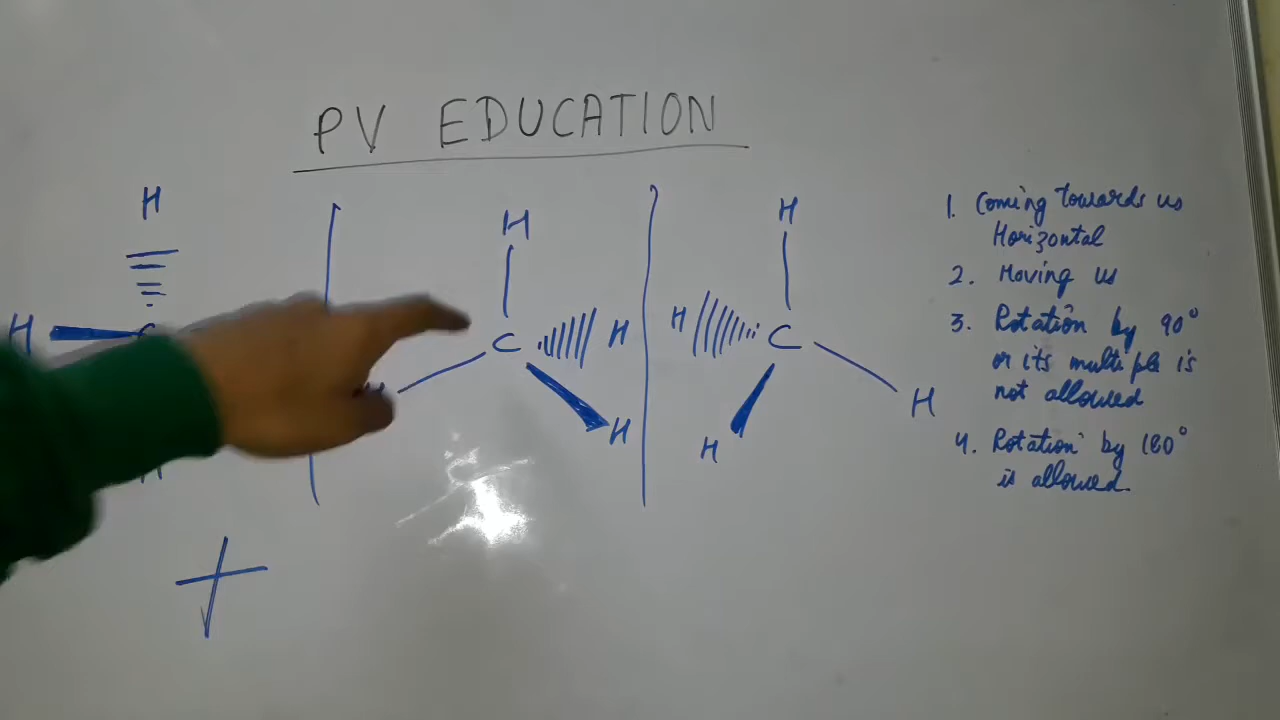 PV EDUCATION
H
H
H
H C
C H
H C
H
H
H
H
1. Coming towards us
Horizontal
2. Moving us
3. Rotation by 90°
or its multiple is
not allowed
4. Rotation by 180°
is allowed.